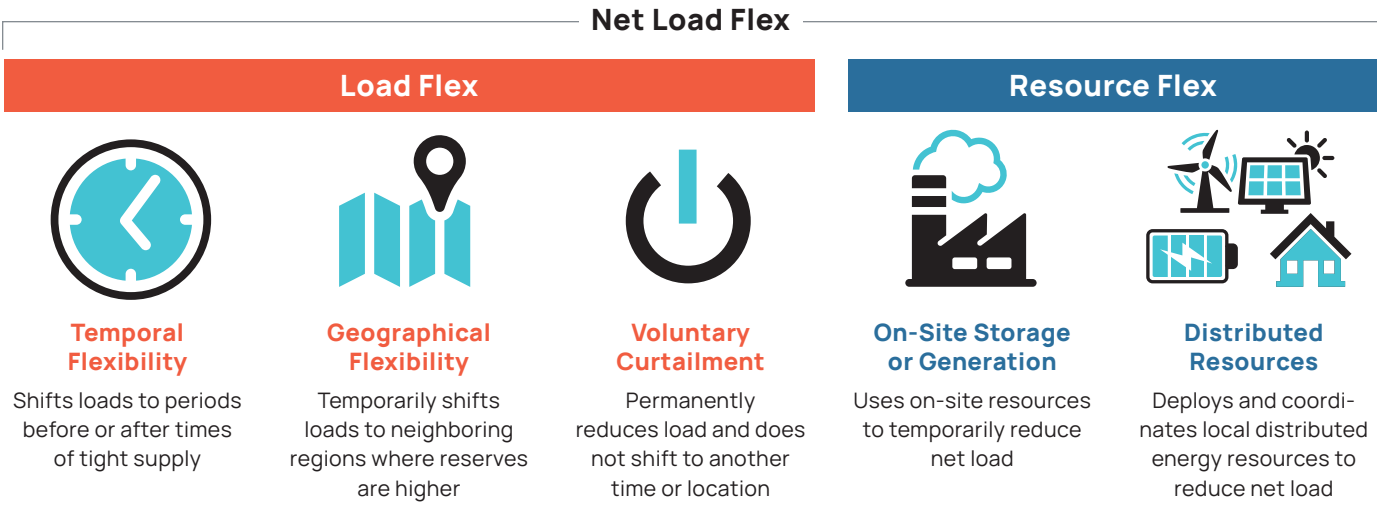 Net Load Flex
Load Flex
Resource Flex
Temporal
Flexibility
Shifts loads to periods
before or after times
of tight supply
Geographical
Flexibility
Temporarily shifts
loads to neighboring
regions where reserves
are higher
Voluntary
Curtailment
Permanently
reduces load and does
not shift to another
time or location
On-Site Storage
or Generation
Uses on-site resources
to temporarily reduce
net load
Distributed
Resources
Deploys and coordi-
nates local distributed
energy resources to
reduce net load